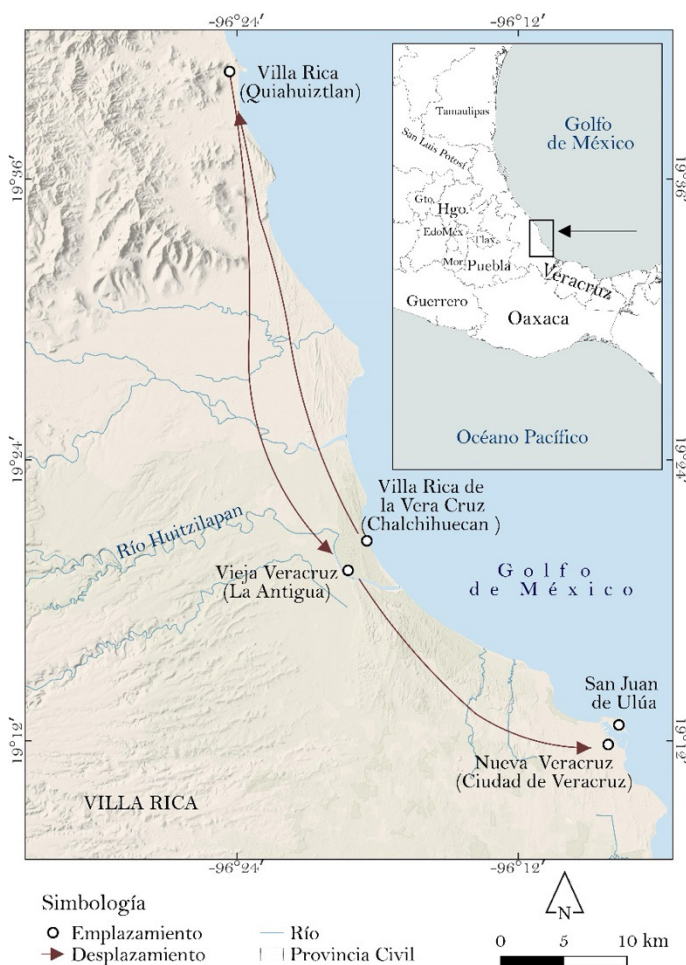 -96°24′
-96°12′
Villa Rica
(Quiahuiztlan)
19°36′
19°36′
Tamaulipas
Golfo
de México
San Luis Potosí
Gto.
Hgo.
EdoMéx
Tlax.
Mor.
Puebla
Veracruz
Guerrero
Oaxaca
Océano Pacífico
19°24′
19°24′
Villa Rica de
la Vera Cruz
(Chalchihuecan )
Río Huitzilapan
Vieja Veracruz
(La Antigua)
Golfo
de México
San Juan
de Ulúa
19°12′
19°12′
Nueva Veracruz
(Ciudad de Veracruz)
VILLA RICA
-96°24′
-96°12′
Simbología
Emplazamiento
Río
Desplazamiento
Provincia Civil
N
0 5 10 km